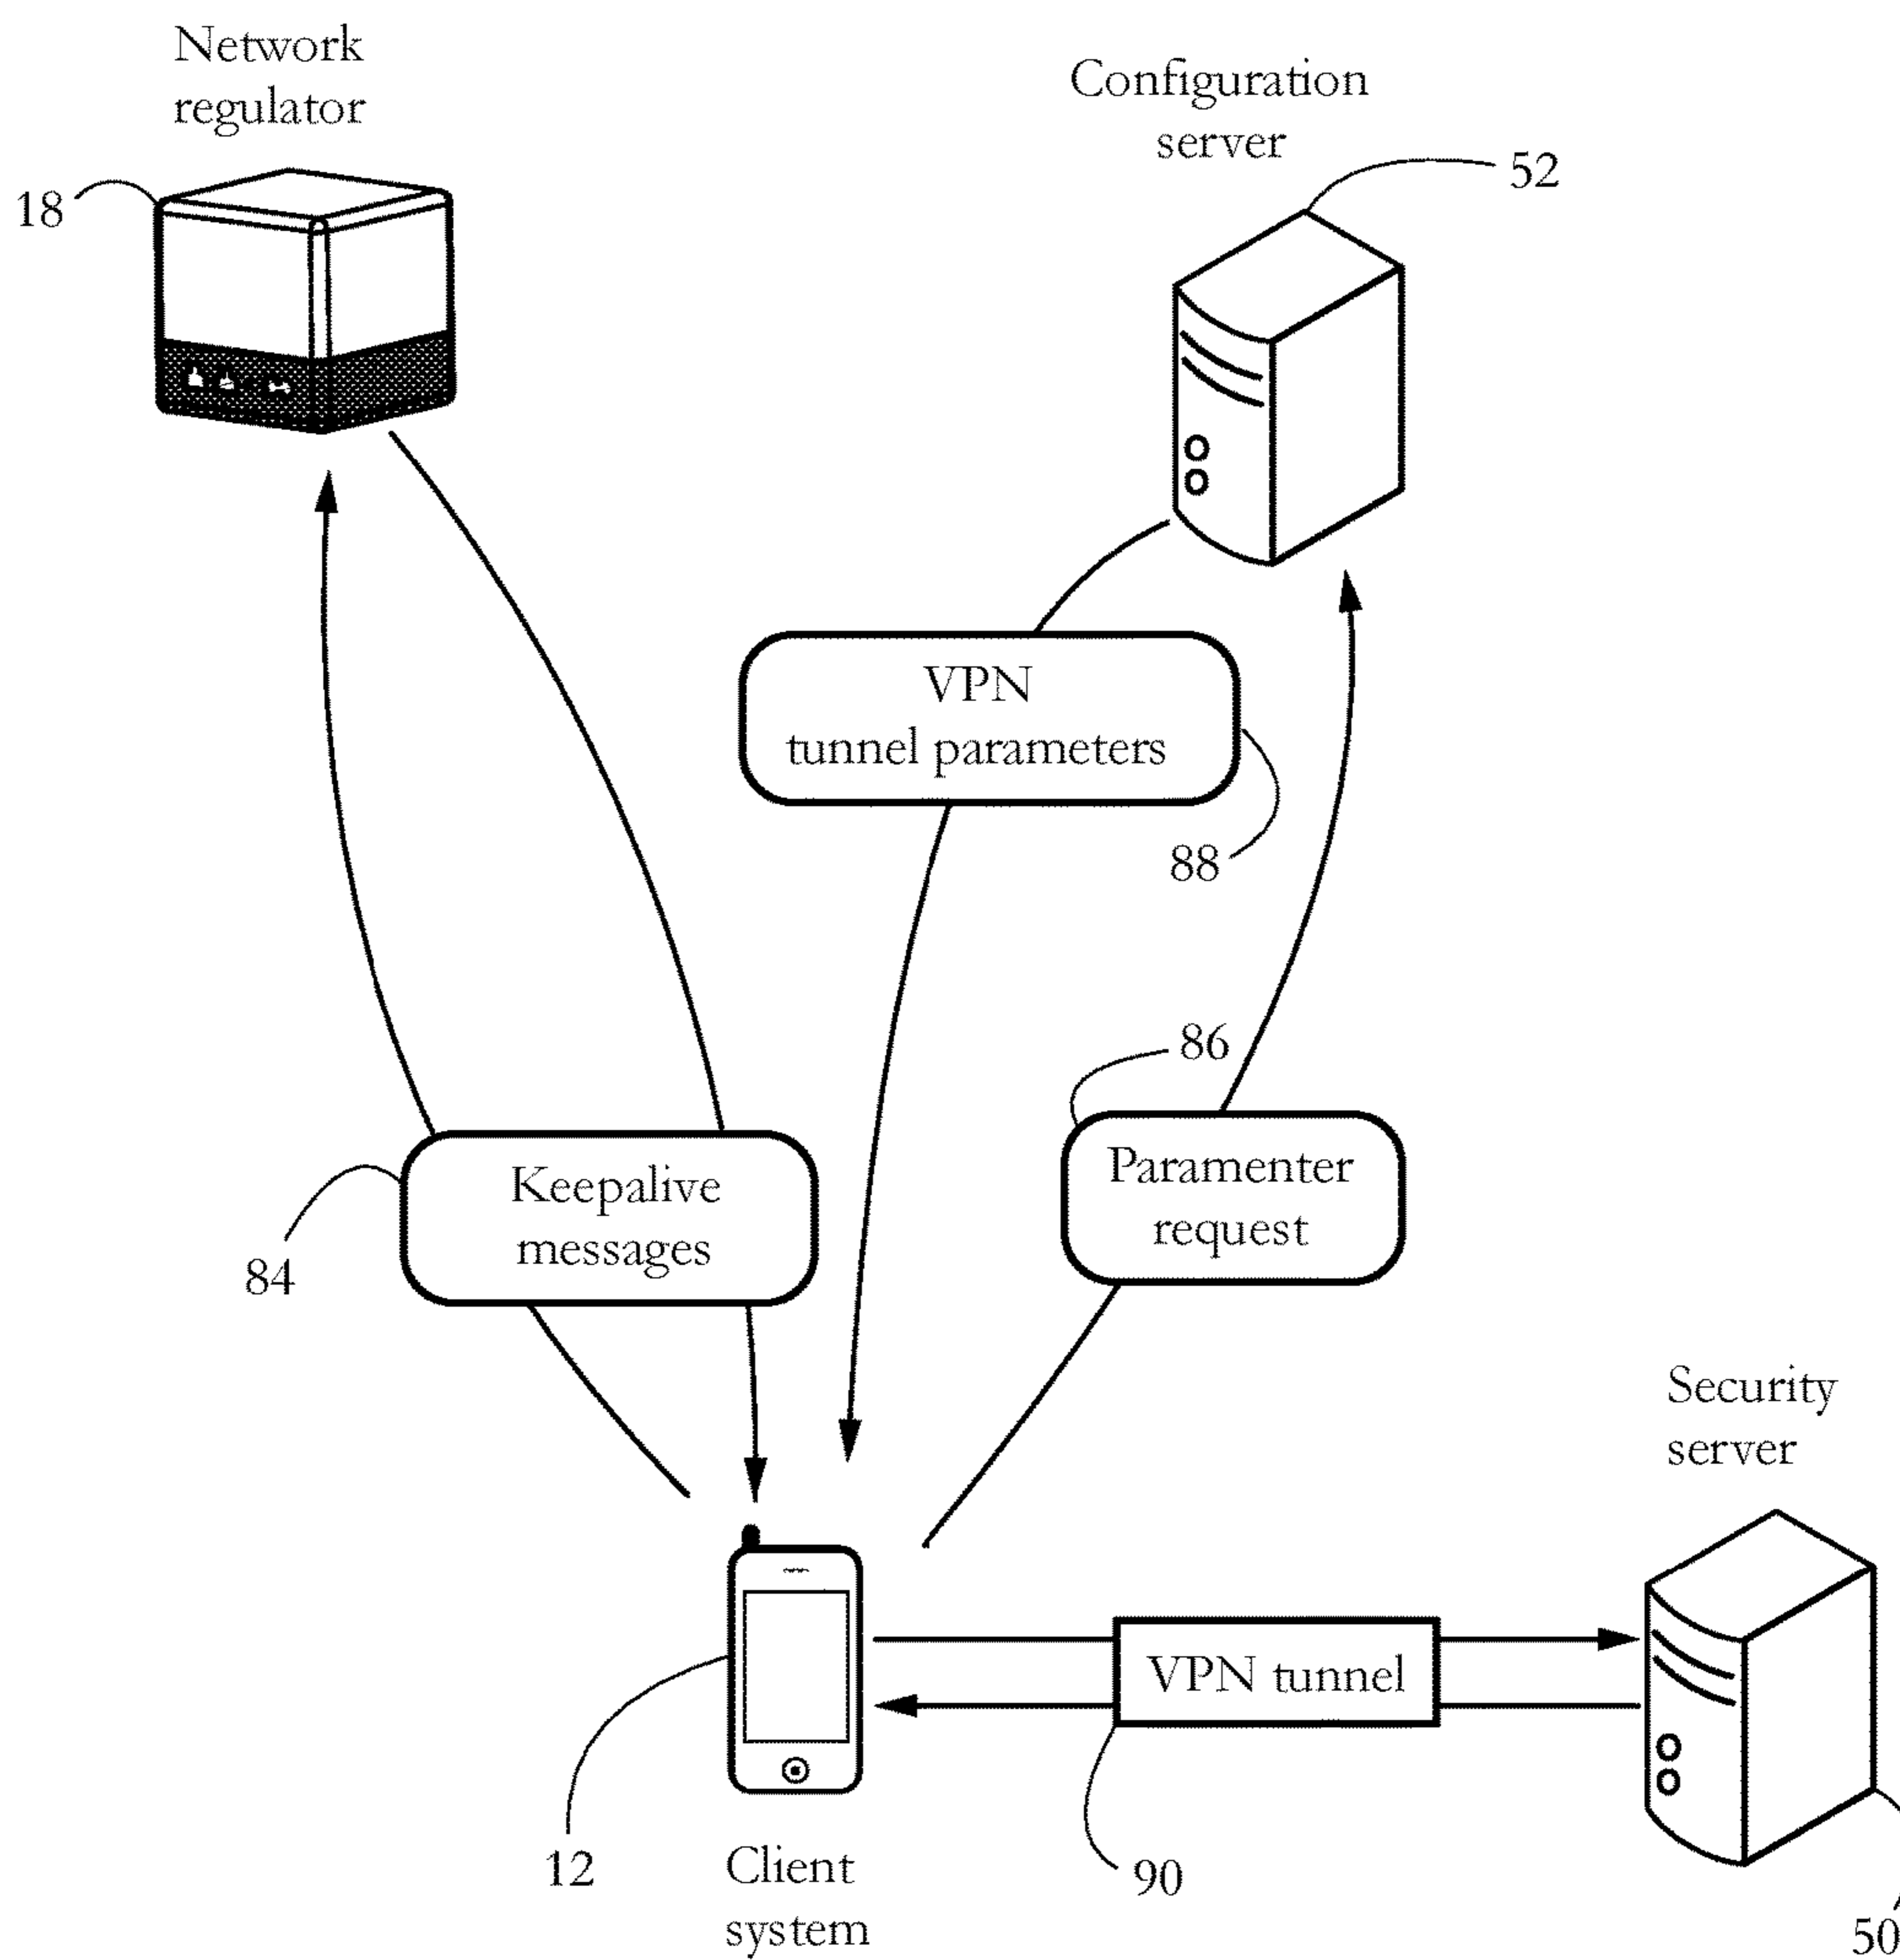 Network
regulator
Configuration
server
52
18
VPN
tunnel parameters
88
86
Paramenter
request
Keepalive
messages
84
Security
server
VPN tunnel
12
Client
system
90
50